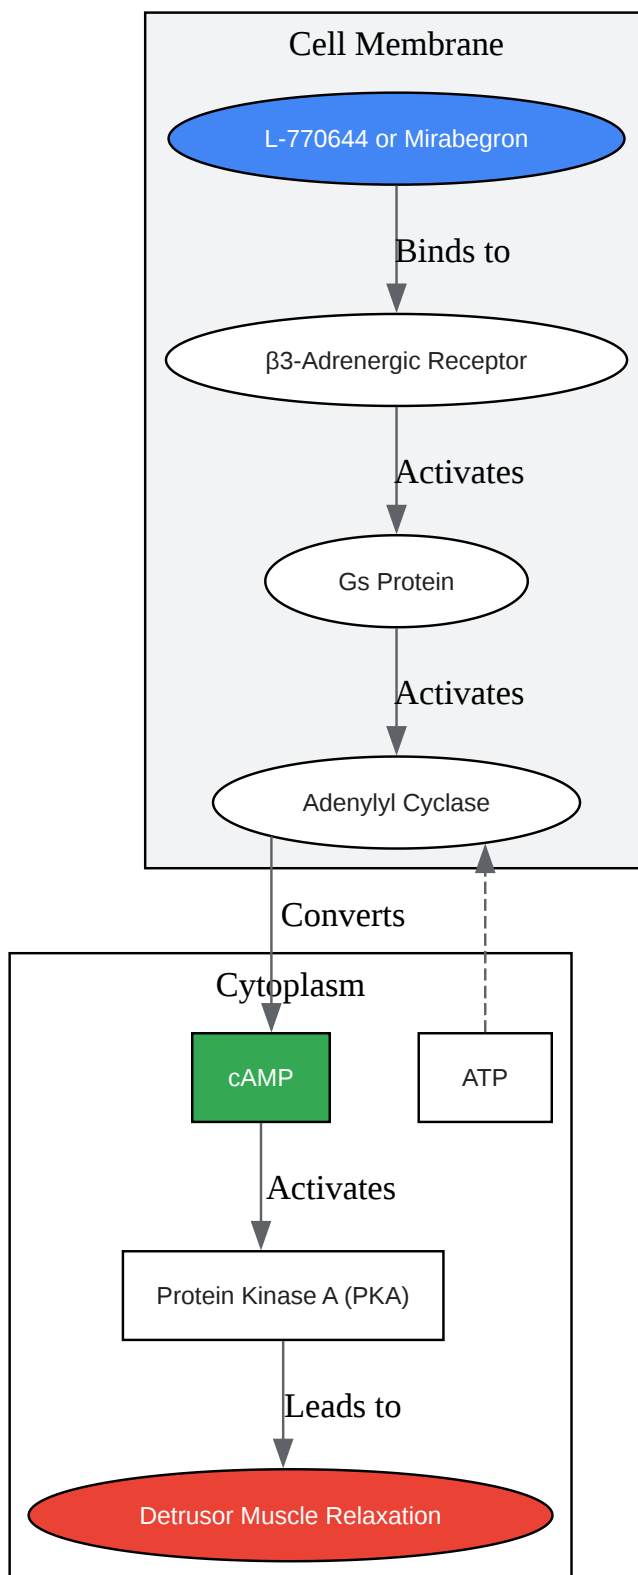 Cell Membrane
L-770644 or Mirabegron
Binds to
β3-Adrenergic Receptor
Activates
Gs Protein
Activates
Adenylyl Cyclase
Converts
Cytoplasm
cAMP
ATP
Activates
Protein Kinase A (PKA)
Leads to
Detrusor Muscle Relaxation